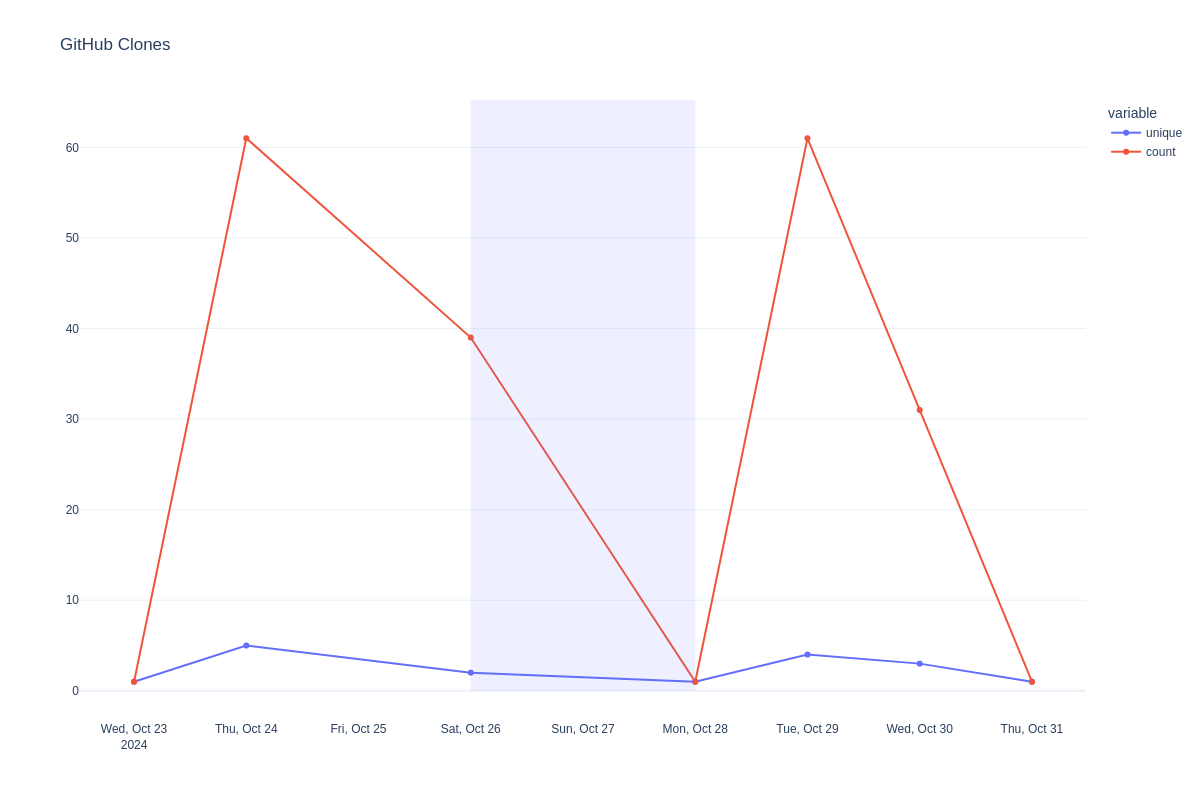 GitHub Clones
variable
unique
count
60
50
40
30
20
10
0
Wed, Oct 23
2024
Thu, Oct 24
Fri, Oct 25
Sat, Oct 26
Sun, Oct 27
Mon, Oct 28
Tue, Oct 29
Wed, Oct 30
Thu, Oct 31